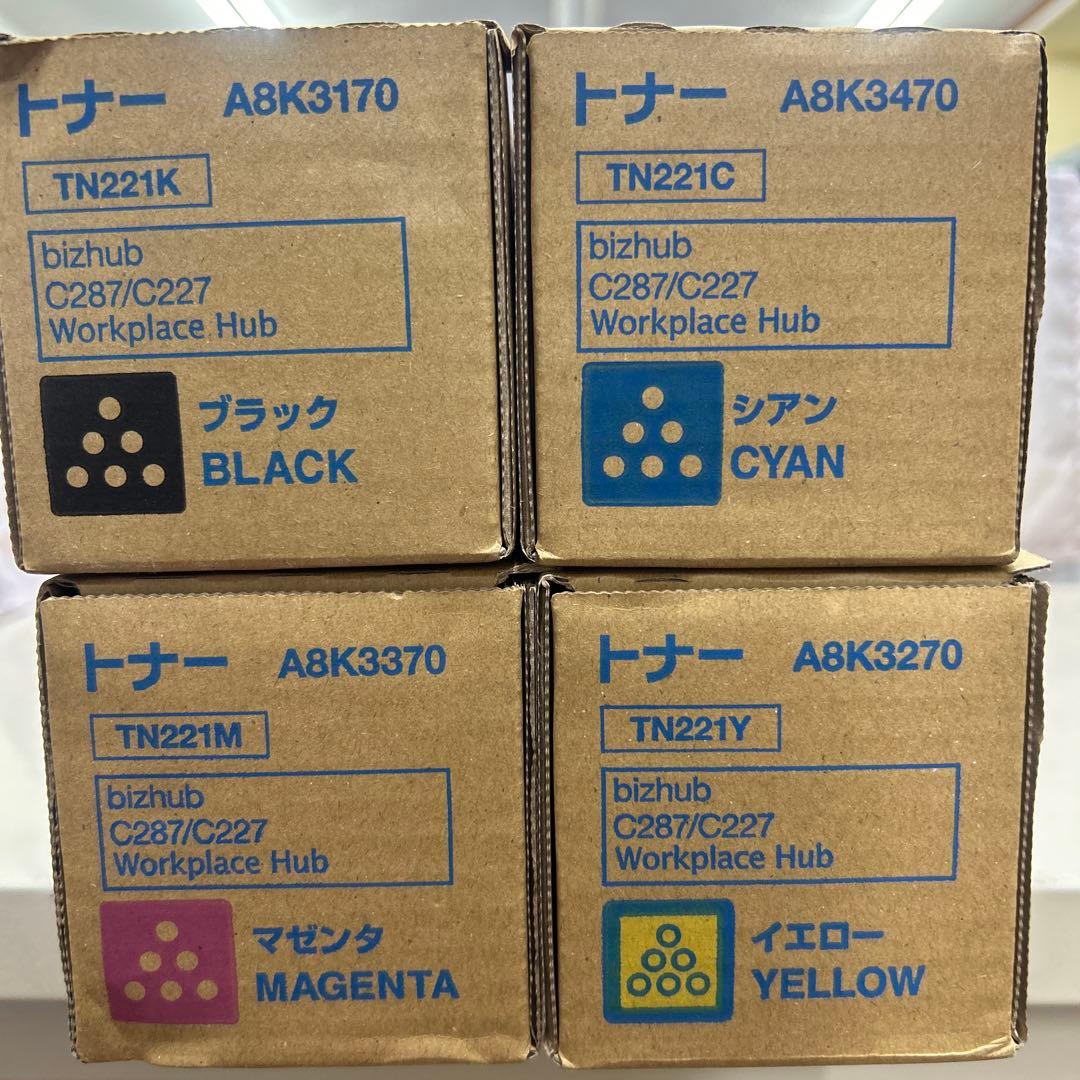 トナー A8K3170
TN221K
bizhub
C287/C227
Workplace Hub
ブラック
BLACK
トナー A8K3470
TN221C
bizhub
C287/C227
Workplace Hub
シアン
CYAN
トナー A8K3370
TN221M
bizhub
C287/C227
Workplace Hub
マゼンタ
MAGENTA
トナー A8K3270
TN221Y
bizhub
C287/C227
Workplace Hub
イエロー
YELLOW